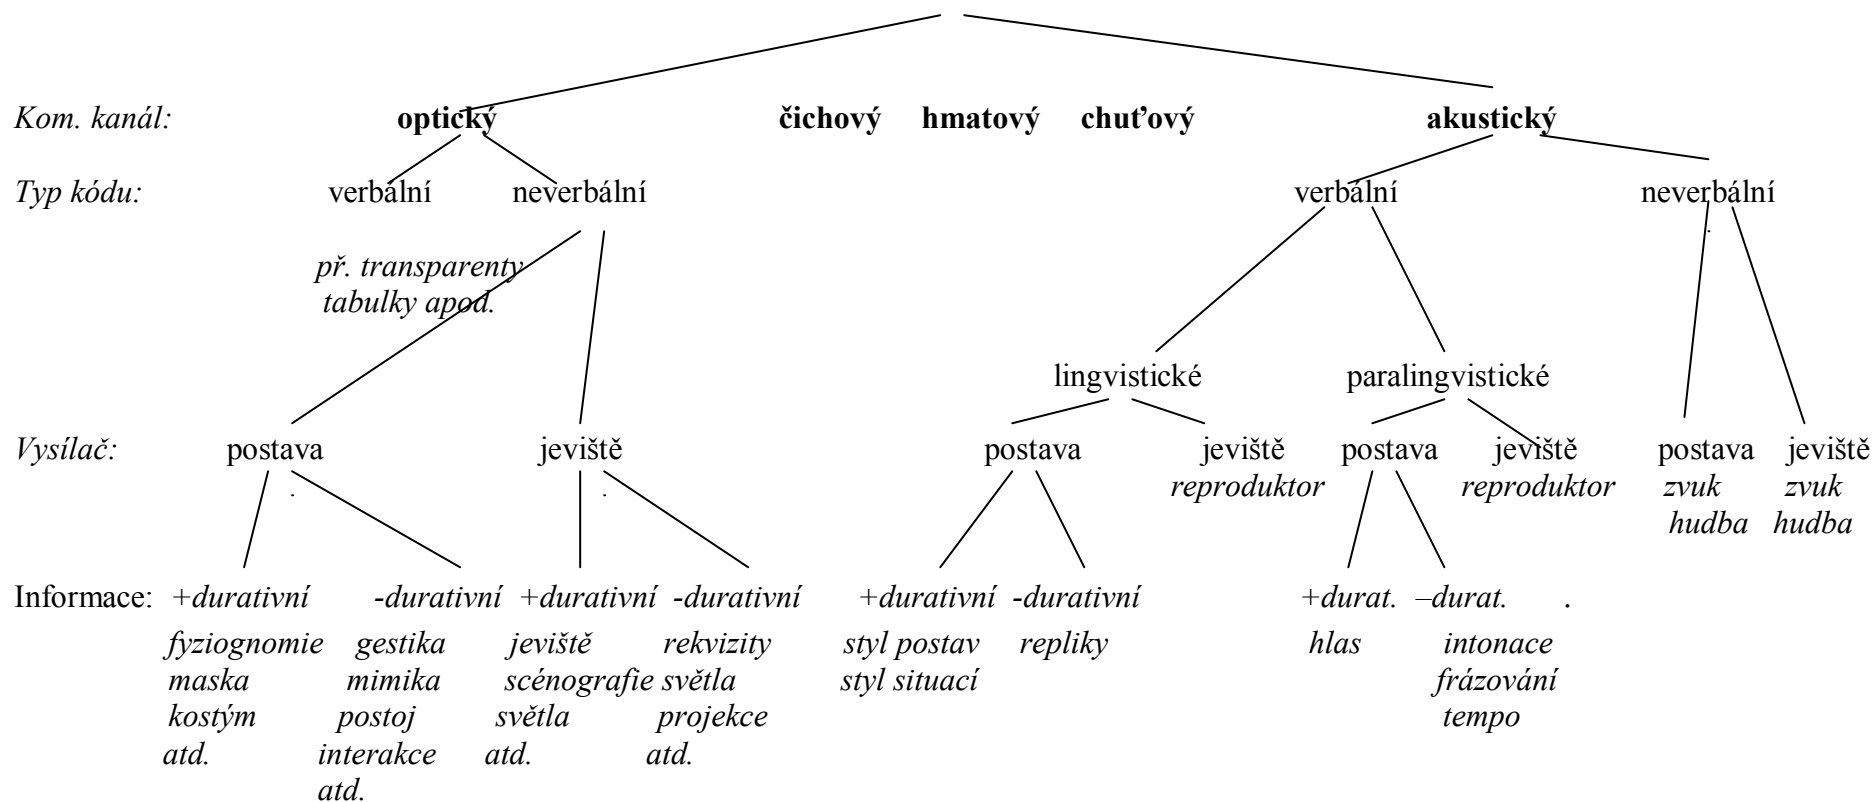 Kom. kanál: optický čichový hmatový chuťový akustický
Typ kódu: verbální neverbální verbální neverbální
př. transparenty
tabulky apod.
lingvistické paralingvistické
Vysílač: postava jeviště postava jeviště postava jeviště postava jeviště
reproduktor reproduktor zvuk zvuk
hudba hudba
Informace: +durativní -durativní +durativní -durativní +durativní -durativní +durat. –durat. .
fyziognomie gestika jeviště rekvizity styl postav repliky hlas intonace
maska mimika scénografie světla styl situací frázování
kostým postoj světla projekce tempo
atd. interakce atd. atd.
atd.